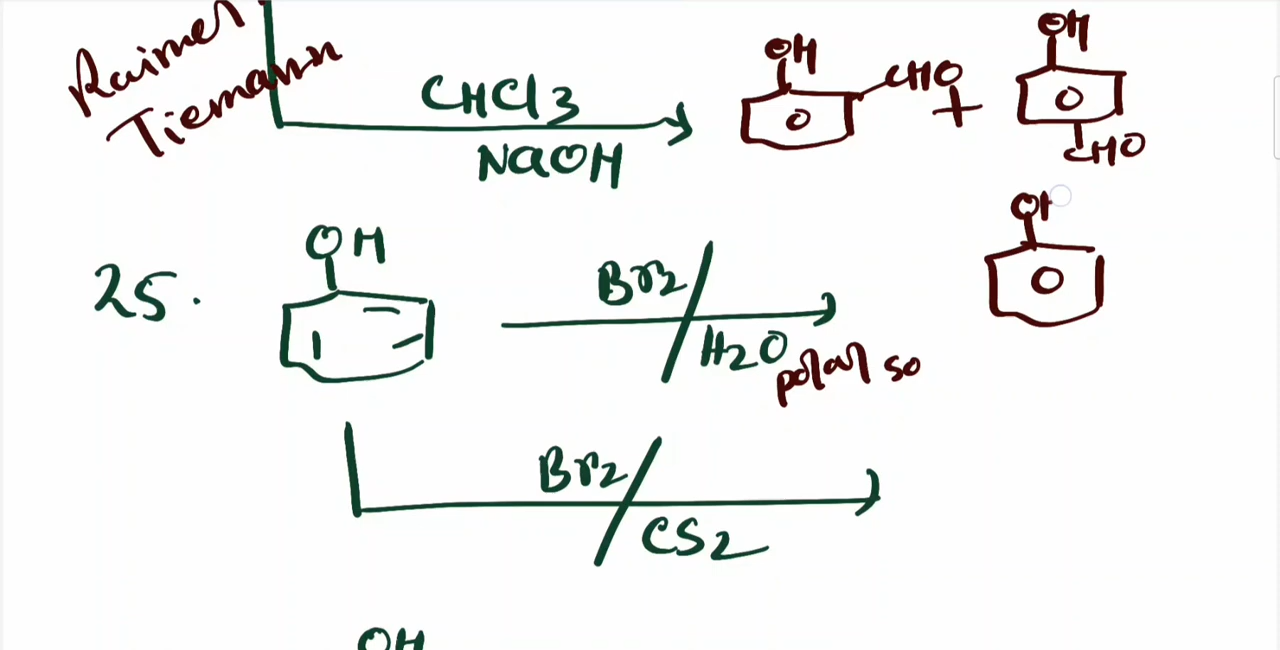 Raimer
Tiemann
CHCl3
NaOH
OH
CHO
+
OH
CHO
25.
OH
Br2/H2O
polar so
OH
Br2/CS2
OH